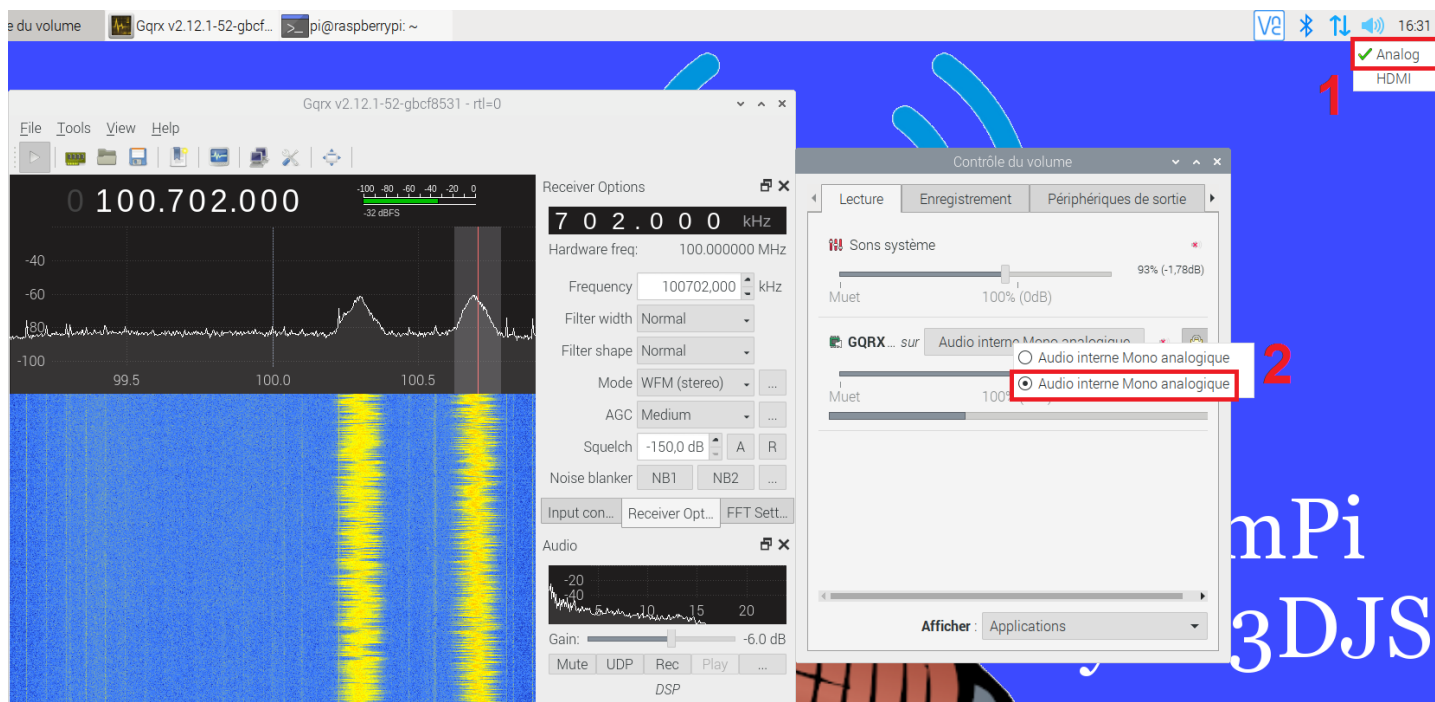 e du volume
Gqrx v2.12.1-52-gbcf...
pi@raspberrypi: ~
16:31
Analog
HDMI
1
Gqrx v2.12.1-52-gbcf8531 - rtl=0
File Tools View Help
0 100.702.000
-100 -80 -60 -40 -20 0
-32 dBFS
-40
-60
-80
-100
99.5 100.0 100.5
Receiver Options
702.000 kHz
Hardware freq: 100.000000 MHz
Frequency 100702,000 kHz
Filter width Normal
Filter shape Normal
Mode WFM (stereo) ...
AGC Medium ...
Squelch -150,0 dB A R
Noise blanker NB1 NB2 ...
Input con... Receiver Opt... FFT Sett...
Audio
-20
-40
5 10 15 20
Gain: -6.0 dB
Mute UDP Rec Play ...
DSP
Contrôle du volume
Lecture Enregistrement Périphériques de sortie
Sons système
93% (-1,78dB)
Muet 100% (0dB)
GQRX... sur Audio interne Mono analogique
Audio interne Mono analogique
Audio interne Mono analogique
2
Muet 100%
Afficher : Applications
mPi
3DJS